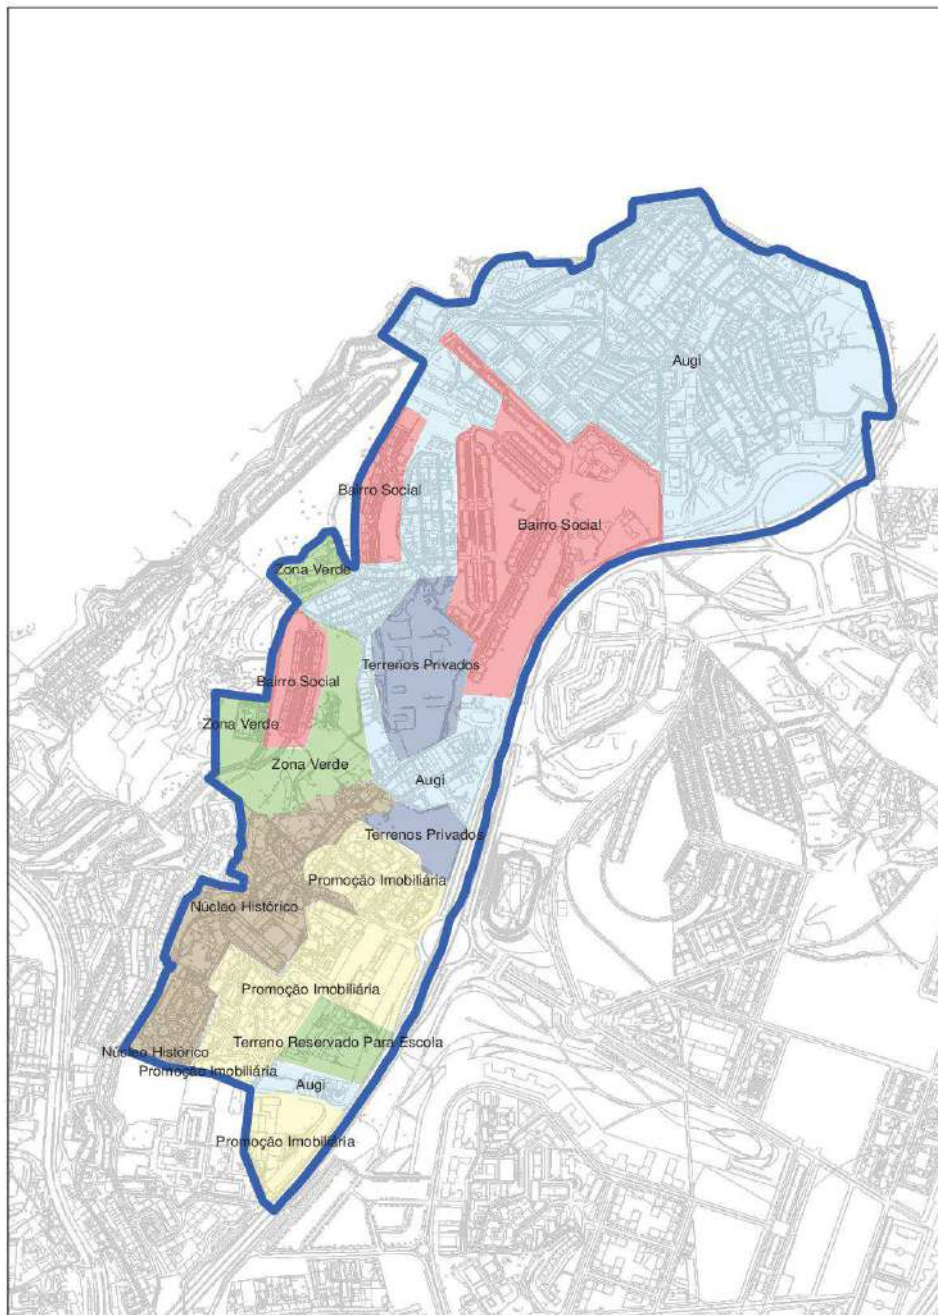 Augi
Bairro Social
Bairro Social
Zona Verde
Terrenos Privados
Bairro Social
Zona Verde
Zona Verde
Augi
Terrenos Privados
Promoção Imobiliária
Núcleo Histórico
Promoção Imobiliária
Terreno Reservado Para Escola
Núcleo Histórico
Promoção Imobiliária
Augi
Promoção Imobiliária